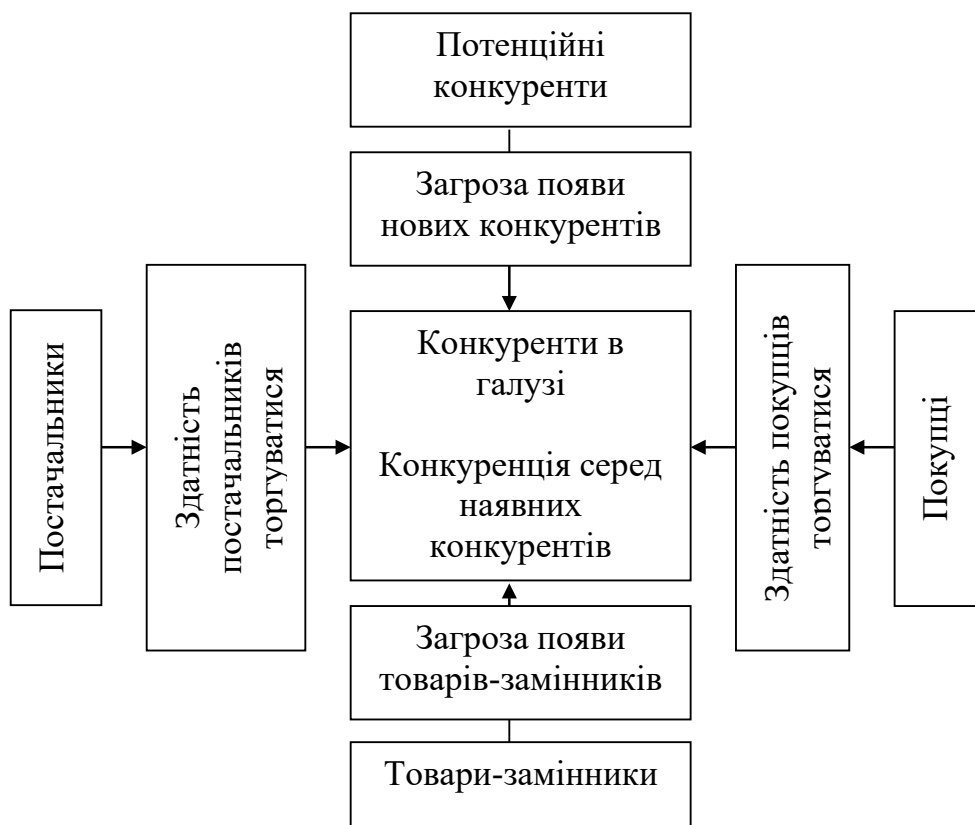 Потенційні
конкуренти
Загроза появи
нових конкурентів
Постачальники
Здатність
постачальників
торгуватися
Конкуренти в
галузі
Конкуренція серед
наявних
конкурентів
Здатність покупців
торгуватися
Покупці
Загроза появи
товарів-замінників
Товари-замінники